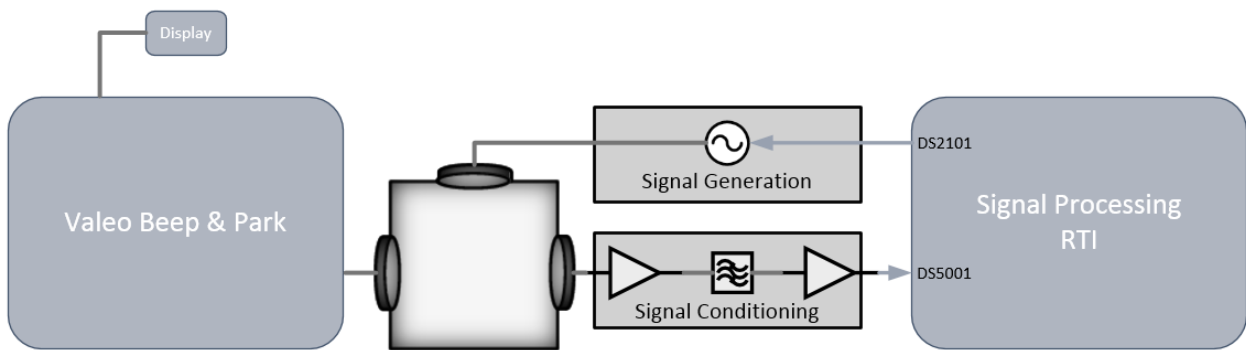 Display
Valeo Beep & Park
Signal Generation
DS2101
Signal Processing
RTI
DS5001
Signal Conditioning